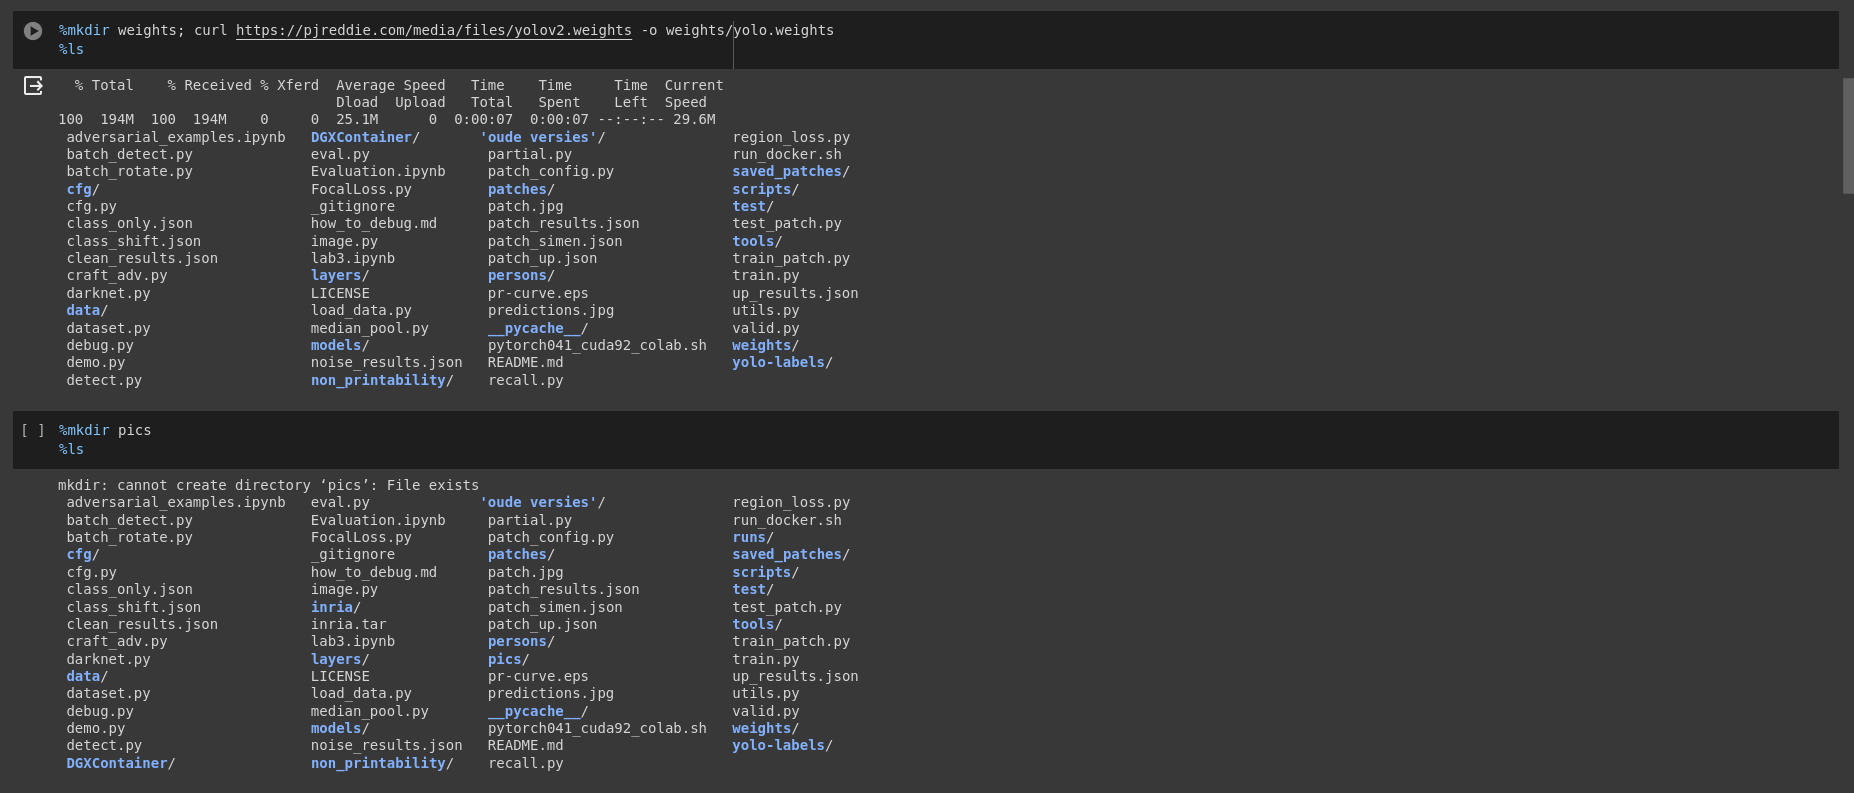 %mkdir weights; curl https://pjreddie.com/media/files/yolov2.weights -o weights/yolo.weights
%ls
% Total    % Received % Xferd  Average Speed   Time    Time     Time  Current
Dload  Upload   Total   Spent    Left  Speed
100  194M  100  194M    0     0  25.1M      0  0:00:07  0:00:07 --:--:-- 29.6M
adversarial_examples.ipynb   DGXContainer/       'oude versies'/               region_loss.py
batch_detect.py              eval.py              partial.py                   run_docker.sh
batch_rotate.py              Evaluation.ipynb     patch_config.py              saved_patches/
cfg/                         FocalLoss.py         patches/                     scripts/
cfg.py                       _gitignore           patch.jpg                    test/
class_only.json              how_to_debug.md      patch_results.json           test_patch.py
class_shift.json             image.py             patch_simen.json             tools/
clean_results.json           lab3.ipynb           patch_up.json                train_patch.py
craft_adv.py                 layers/              persons/                     train.py
darknet.py                   LICENSE              pr-curve.eps                 up_results.json
data/                        load_data.py         predictions.jpg              utils.py
dataset.py                   median_pool.py       __pycache__/                 valid.py
debug.py                     models/              pytorch041_cuda92_colab.sh   weights/
demo.py                      noise_results.json   README.md                    yolo-labels/
detect.py                    non_printability/    recall.py
[ ] %mkdir pics
%ls
mkdir: cannot create directory ‘pics’: File exists
adversarial_examples.ipynb   eval.py             'oude versies'/               region_loss.py
batch_detect.py              Evaluation.ipynb     partial.py                   run_docker.sh
batch_rotate.py              FocalLoss.py         patch_config.py              runs/
cfg/                         _gitignore           patches/                     saved_patches/
cfg.py                       how_to_debug.md      patch.jpg                    scripts/
class_only.json              image.py             patch_results.json           test/
class_shift.json             inria/               patch_simen.json             test_patch.py
clean_results.json           inria.tar            patch_up.json                tools/
craft_adv.py                 lab3.ipynb           persons/                     train_patch.py
darknet.py                   layers/              pics/                        train.py
data/                        LICENSE              pr-curve.eps                 up_results.json
dataset.py                   load_data.py         predictions.jpg              utils.py
debug.py                     median_pool.py       __pycache__/                 valid.py
demo.py                      models/              pytorch041_cuda92_colab.sh   weights/
detect.py                    noise_results.json   README.md                    yolo-labels/
DGXContainer/                non_printability/    recall.py